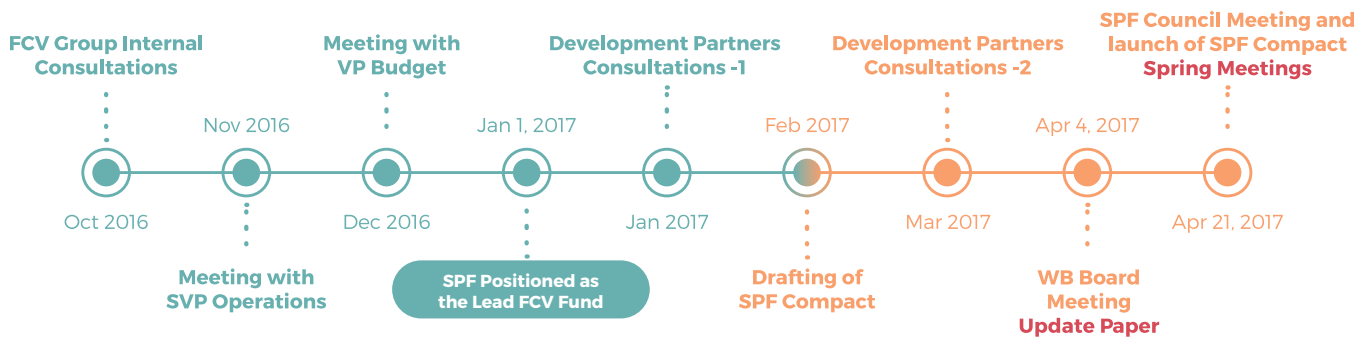 FCV Group Internal
Consultations
Oct 2016
Nov 2016
Meeting with
SVP Operations
Meeting with
VP Budget
Dec 2016
Jan 1, 2017
SPF Positioned as
the Lead FCV Fund
Development Partners
Consultations -1
Jan 2017
Feb 2017
Drafting of
SPF Compact
Development Partners
Consultations -2
Mar 2017
Apr 4, 2017
WB Board
Meeting
Update Paper
SPF Council Meeting and
launch of SPF Compact
Spring Meetings
Apr 21, 2017